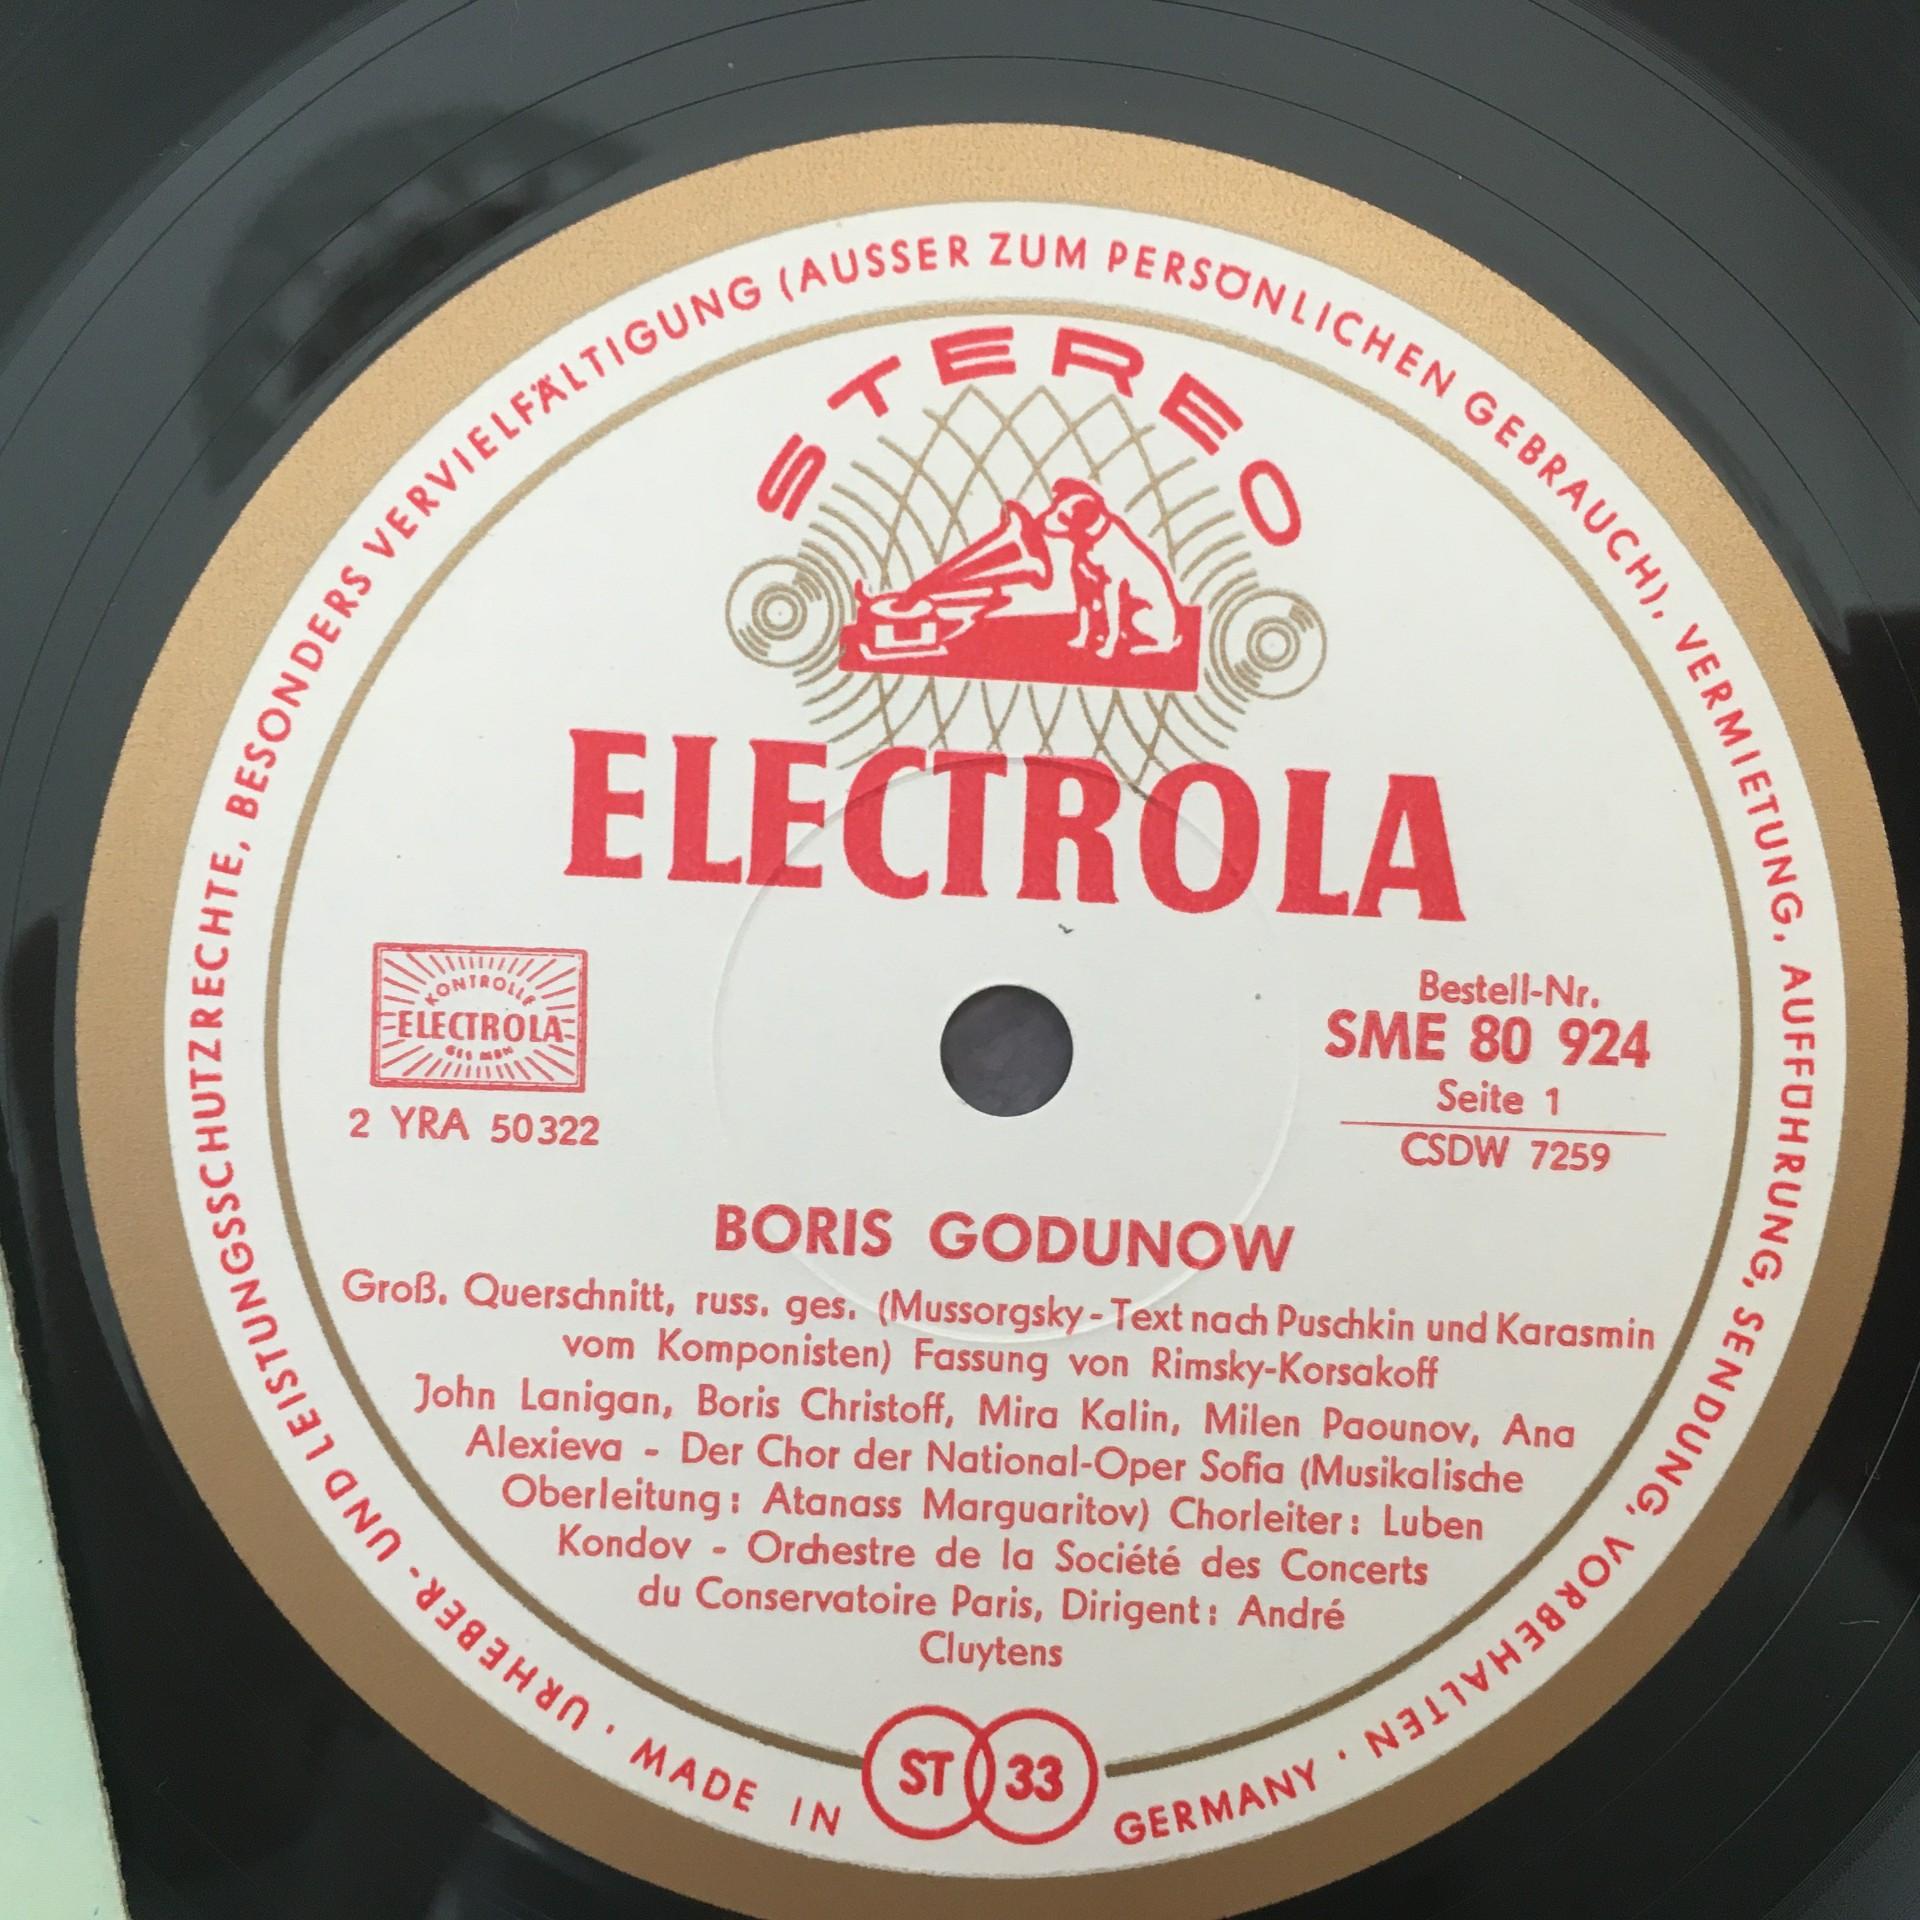 URHEBER- UND LEISTUNGSSCHUTZRECHTE, BESONDERS VERVIELFÄLTIGUNG (AUSSER ZUM PERSÖNLICHEN GEBRAUCH), VERMIETUNG, AUFFÜHRUNG, SENDUNG, VORBEHALTEN ·
STEREO
ELECTROLA
KONTROLLE
ELECTROLA
GES MBH
2 YRA 50322
Bestell-Nr.
SME 80 924
Seite 1
CSDW 7259
BORIS GODUNOW
Groß. Querschnitt, russ. ges. (Mussorgsky - Text nach Puschkin und Karasmin
vom Komponisten) Fassung von Rimsky-Korsakoff
John Lanigan, Boris Christoff, Mira Kalin, Milen Paounov, Ana
Alexieva - Der Chor der National-Oper Sofia (Musikalische
Oberleitung: Atanass Marguaritov) Chorleiter: Luben
Kondov - Orchestre de la Société des Concerts
du Conservatoire Paris, Dirigent: André
Cluytens
ST 33
· MADE IN GERMANY